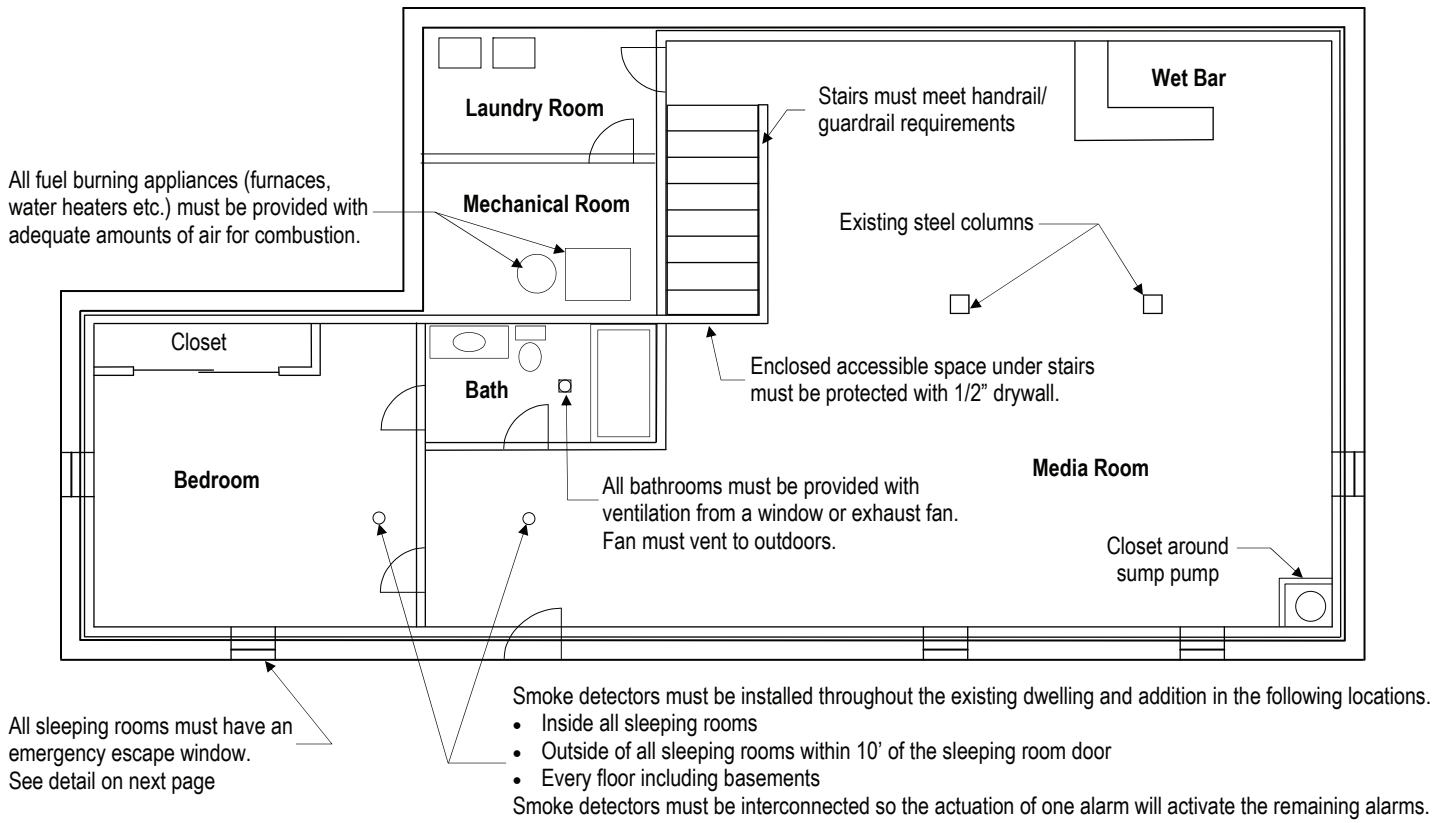 Wet Bar
Laundry Room
Stairs must meet handrail/
guardrail requirements
All fuel burning appliances (furnaces,
water heaters etc.) must be provided with
adequate amounts of air for combustion.
Mechanical Room
Existing steel columns
Closet
Bath
Enclosed accessible space under stairs
must be protected with 1/2” drywall.
Bedroom
Media Room
All bathrooms must be provided with
ventilation from a window or exhaust fan.
Fan must vent to outdoors.
Closet around
sump pump
All sleeping rooms must have an
emergency escape window.
See detail on next page
Smoke detectors must be installed throughout the existing dwelling and addition in the following locations.
• Inside all sleeping rooms
• Outside of all sleeping rooms within 10’ of the sleeping room door
• Every floor including basements
Smoke detectors must be interconnected so the actuation of one alarm will activate the remaining alarms.